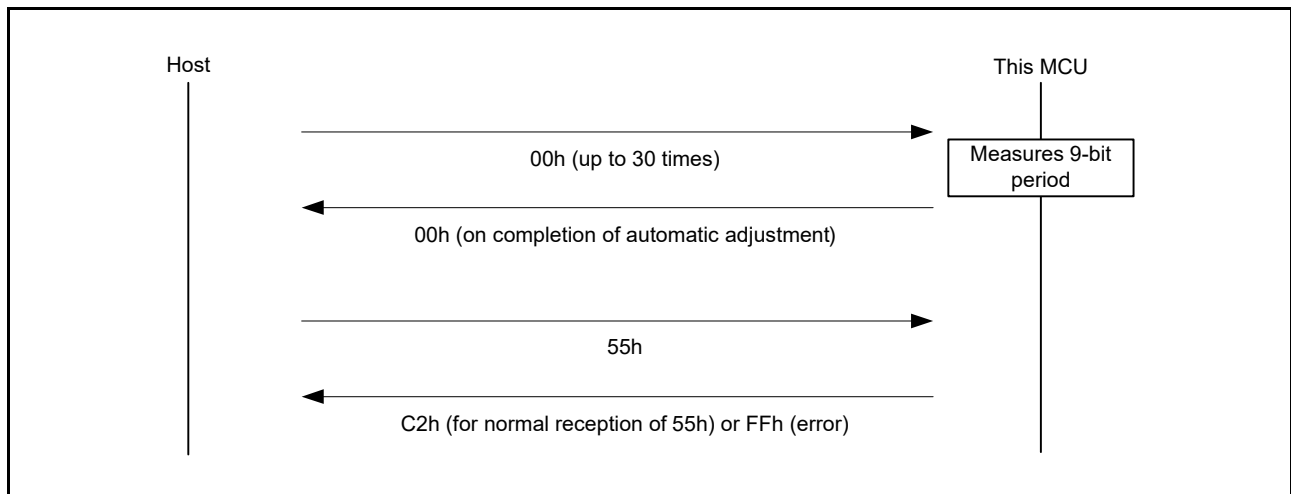 Host
This MCU
00h (up to 30 times)
Measures 9-bit
period
00h (on completion of automatic adjustment)
55h
C2h (for normal reception of 55h) or FFh (error)